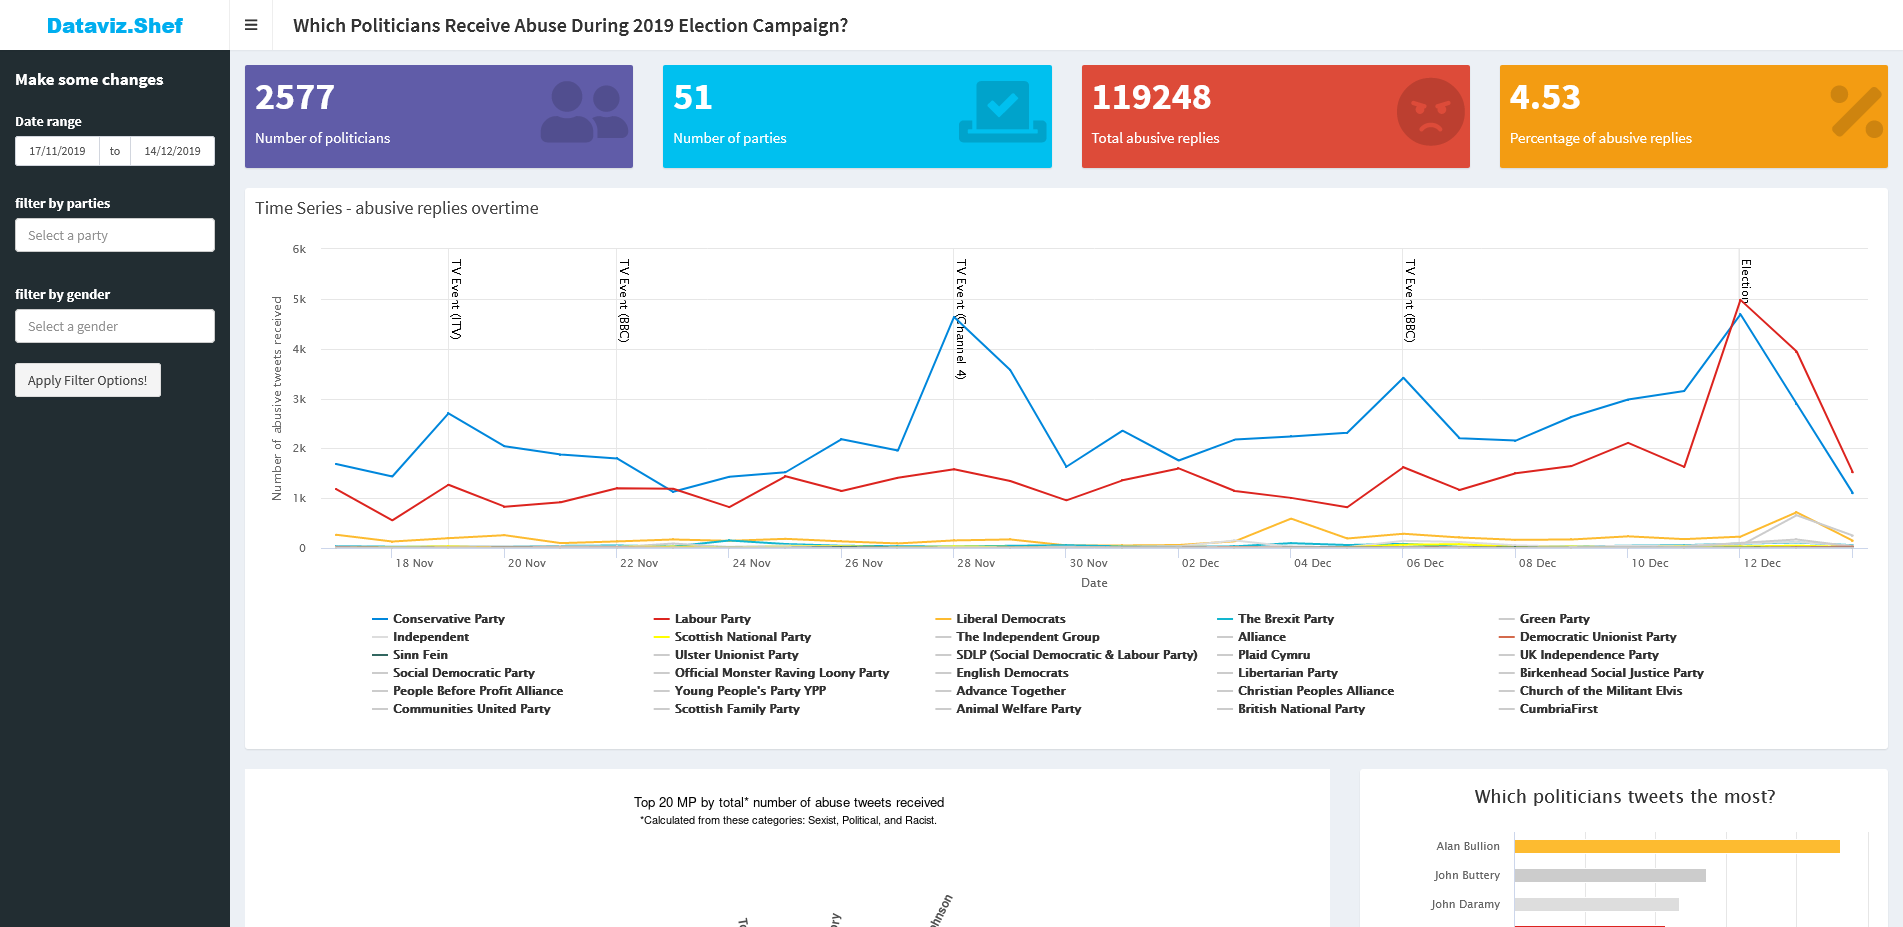 Dataviz.Shef
Which Politicians Receive Abuse During 2019 Election Campaign?
Make some changes
Date range
17/11/2019 to 14/12/2019
filter by parties
Select a party
filter by gender
Select a gender
Apply Filter Options!
2577
Number of politicians
51
Number of parties
119248
Total abusive replies
4.53
Percentage of abusive replies
Time Series - abusive replies overtime
Number of abusive tweets received
6k
5k
4k
3k
2k
1k
0
TV Event (ITV)
TV Event (BBC)
TV Event (Channel 4)
TV Event (BBC)
Election
18 Nov 20 Nov 22 Nov 24 Nov 26 Nov 28 Nov 30 Nov 02 Dec 04 Dec 06 Dec 08 Dec 10 Dec 12 Dec
Date
Conservative Party Labour Party Liberal Democrats The Brexit Party Green Party
Independent Scottish National Party The Independent Group Alliance Democratic Unionist Party
Sinn Fein Ulster Unionist Party SDLP (Social Democratic & Labour Party) Plaid Cymru UK Independence Party
Social Democratic Party Official Monster Raving Loony Party English Democrats Libertarian Party Birkenhead Social Justice Party
People Before Profit Alliance Young People's Party YPP Advance Together Christian Peoples Alliance Church of the Militant Elvis
Communities United Party Scottish Family Party Animal Welfare Party British National Party CumbriaFirst
Top 20 MP by total* number of abuse tweets received
*Calculated from these categories: Sexist, Political, and Racist.
Which politicians tweets the most?
Alan Bullion
John Buttery
John Daramy